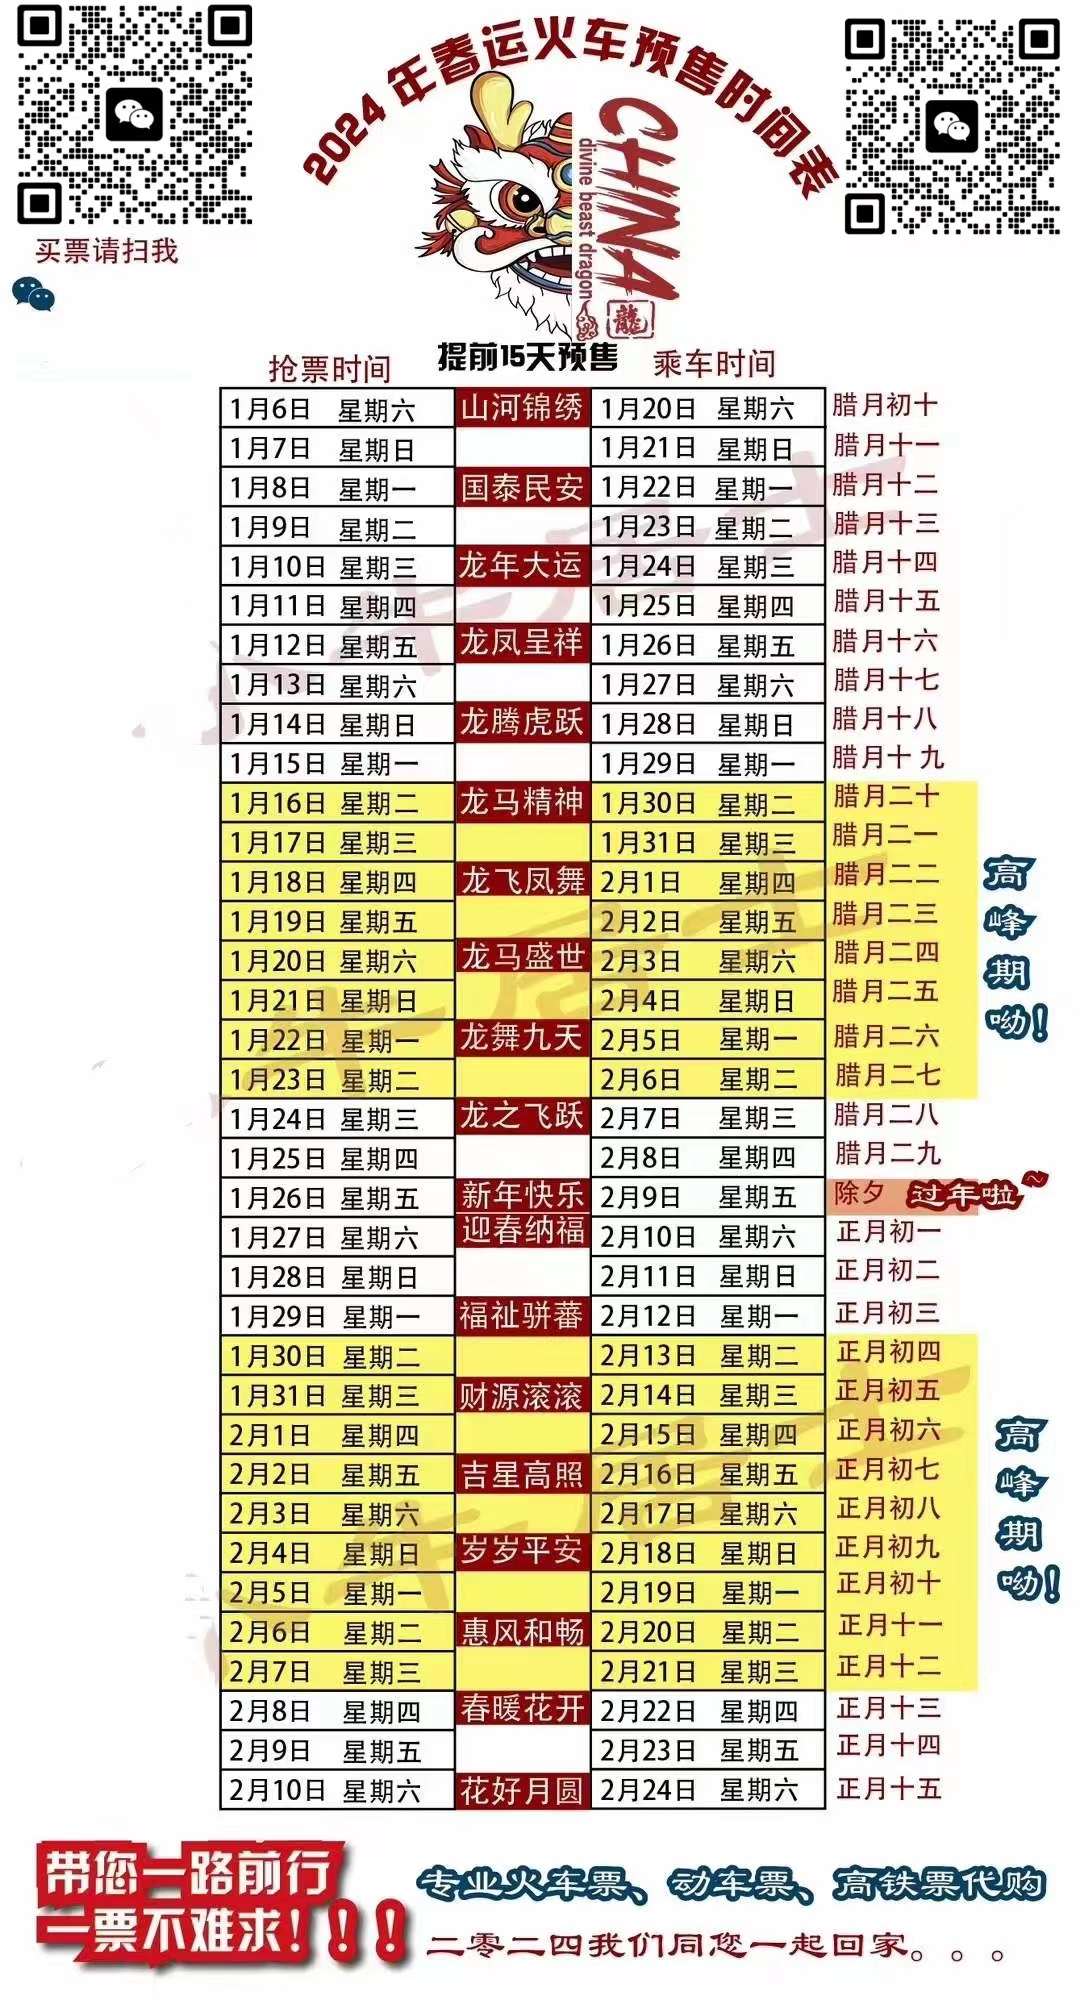 2024年春运火车预售时间表
CHINA
divine beast dragon
龍
买票请扫我
抢票时间 提前15天预售 乘车时间
1月6日 星期六 山河锦绣 1月20日 星期六 腊月初十
1月7日 星期日 1月21日 星期日 腊月十一
1月8日 星期一 国泰民安 1月22日 星期一 腊月十二
1月9日 星期二 1月23日 星期二 腊月十三
1月10日 星期三 龙年大运 1月24日 星期三 腊月十四
1月11日 星期四 1月25日 星期四 腊月十五
1月12日 星期五 龙凤呈祥 1月26日 星期五 腊月十六
1月13日 星期六 1月27日 星期六 腊月十七
1月14日 星期日 龙腾虎跃 1月28日 星期日 腊月十八
1月15日 星期一 1月29日 星期一 腊月十 九
1月16日 星期二 龙马精神 1月30日 星期二 腊月二十
1月17日 星期三 1月31日 星期三 腊月二一
1月18日 星期四 龙飞凤舞 2月1日 星期四 腊月二二
1月19日 星期五 2月2日 星期五 腊月二三
1月20日 星期六 龙马盛世 2月3日 星期六 腊月二四
1月21日 星期日 2月4日 星期日 腊月二五
1月22日 星期一 龙舞九天 2月5日 星期一 腊月二六
1月23日 星期二 2月6日 星期二 腊月二七
高峰期呦！
1月24日 星期三 龙之飞跃 2月7日 星期三 腊月二八
1月25日 星期四 2月8日 星期四 腊月二九
1月26日 星期五 新年快乐 2月9日 星期五 除夕 过年啦~
1月27日 星期六 迎春纳福 2月10日 星期六 正月初一
1月28日 星期日 2月11日 星期日 正月初二
1月29日 星期一 福祉骈蕃 2月12日 星期一 正月初三
1月30日 星期二 2月13日 星期二 正月初四
1月31日 星期三 财源滚滚 2月14日 星期三 正月初五
2月1日 星期四 2月15日 星期四 正月初六
2月2日 星期五 吉星高照 2月16日 星期五 正月初七
2月3日 星期六 2月17日 星期六 正月初八
2月4日 星期日 岁岁平安 2月18日 星期日 正月初九
2月5日 星期一 2月19日 星期一 正月初十
2月6日 星期二 惠风和畅 2月20日 星期二 正月十一
2月7日 星期三 2月21日 星期三 正月十二
高峰期呦！
2月8日 星期四 春暖花开 2月22日 星期四 正月十三
2月9日 星期五 2月23日 星期五 正月十四
2月10日 星期六 花好月圆 2月24日 星期六 正月十五
带您一路前行
一票不难求！！！
专业火车票、动车票、高铁票代购
二零二四我们同您一起回家。。。